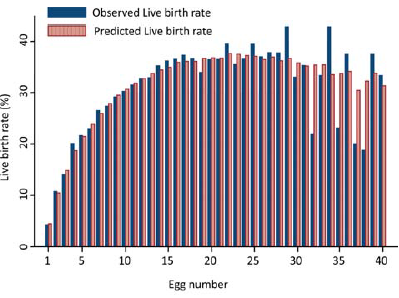 Observed Live birth rate
Predicted Live birth rate
Live birth rate (%)
40
30
20
10
0
1 5 10 15 20 25 30 35 40
Egg number